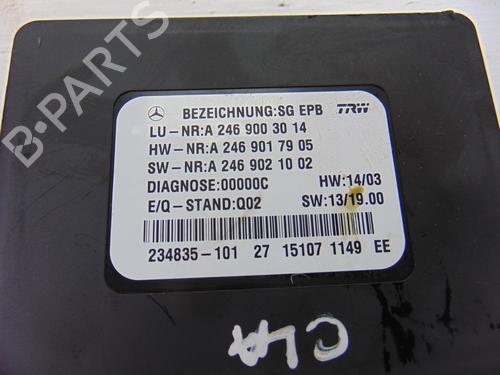 BEZEICHNUNG:SG EPB TRW
LU-NR:A 246 900 30 14
HW-NR:A 246 901 79 05
SW-NR:A 246 902 10 02
DIAGNOSE:00000C HW:14/03
E/Q-STAND:Q02 SW:13/19.00
234835-101 27 15107 1149 EE
CLA
B